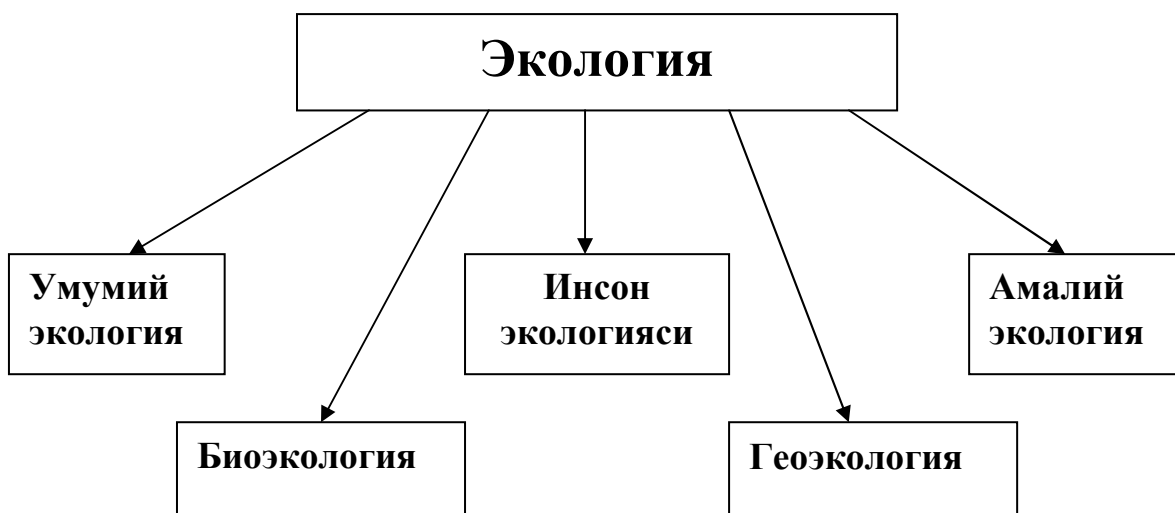 Экология
Умумий
экология
Инсон
экологияси
Амалий
экология
Биоэкология
Геоэкология